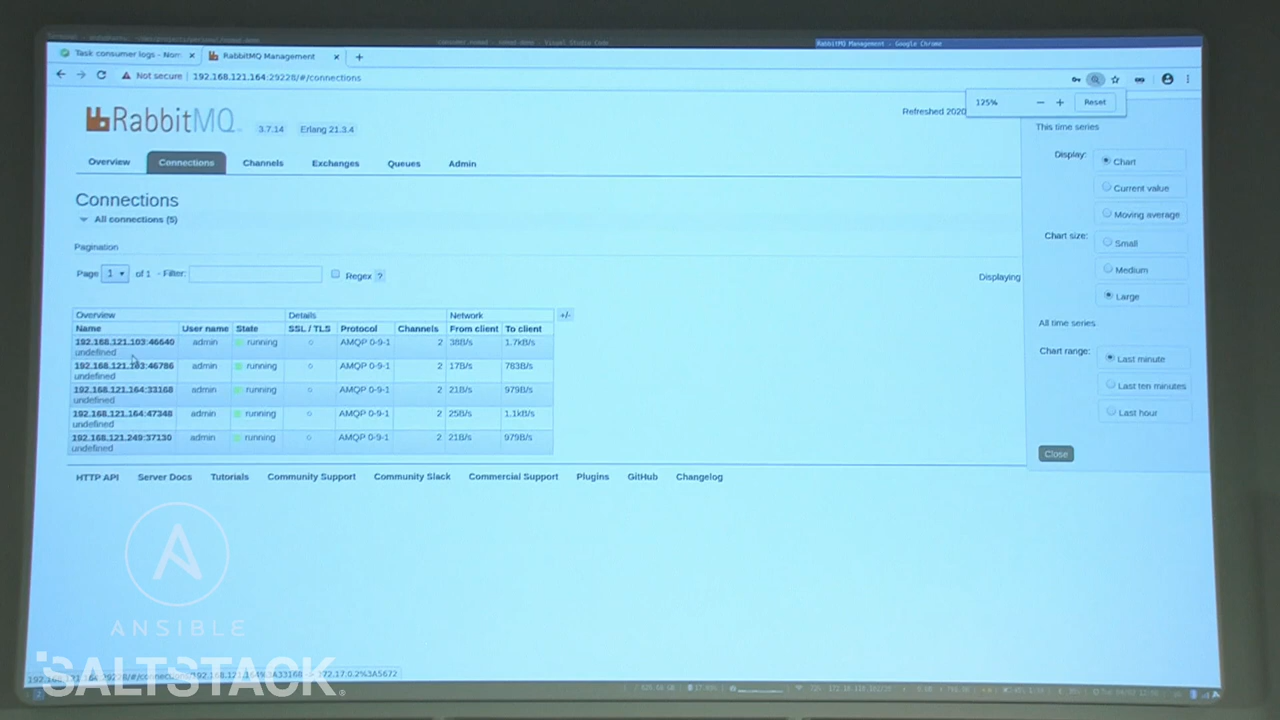 RabbitMQ Management - Google Chrome
Task consumer logs - Nom
RabbitMQ Management
Not secure
192.168.121.164:29228/#/connections
125%
Reset
RabbitMQ
3.7.14
Erlang 21.3.4
Refreshed 2020
This time series
Overview
Connections
Channels
Exchanges
Queues
Admin
Display:
Chart
Current value
Moving average
Connections
All connections (5)
Chart size:
Small
Medium
Large
Pagination
Page 1 of 1 - Filter:
Regex ?
Displaying
Overview Details Network +/-
Name User name State SSL / TLS Protocol Channels From client To client
192.168.121.103:46640 admin running ○ AMQP 0-9-1 2 38B/s 1.7kB/s
undefined
192.168.121.103:46786 admin running ○ AMQP 0-9-1 2 17B/s 783B/s
undefined
192.168.121.164:33168 admin running ○ AMQP 0-9-1 2 21B/s 979B/s
undefined
192.168.121.164:47348 admin running ○ AMQP 0-9-1 2 25B/s 1.1kB/s
undefined
192.168.121.249:37130 admin running ○ AMQP 0-9-1 2 21B/s 979B/s
undefined
All time series
Chart range:
Last minute
Last ten minutes
Last hour
Close
HTTP API
Server Docs
Tutorials
Community Support
Community Slack
Commercial Support
Plugins
GitHub
Changelog
ANSIBLE
SALTSTACK